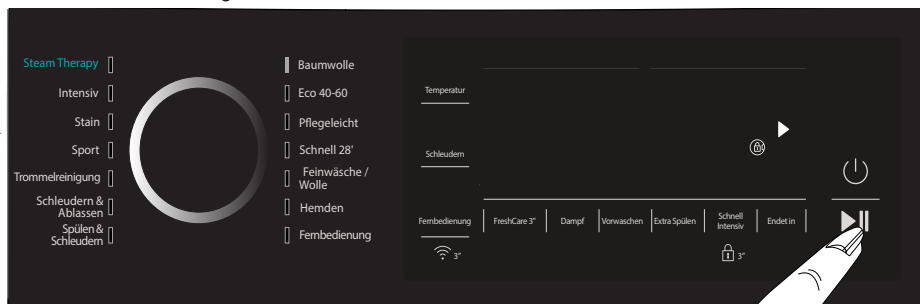 Steam Therapy
Intensiv
Stain
Sport
Trommelreinigung
Schleudern &
Ablassen
Spülen &
Schleudern
Baumwolle
Eco 40-60
Pflegeleicht
Schnell 28'
Feinwäsche /
Wolle
Hemden
Fernbedienung
Temperatur
Schleudern
Fernbedienung
FreshCare 3"
Dampf
Vorwaschen
Extra Spülen
Schnell
Intensiv
Endet in
3"
3"